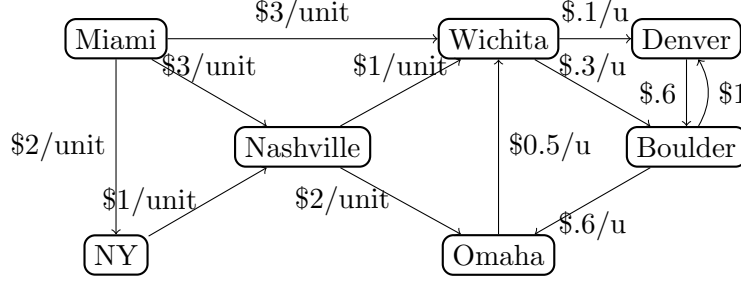 $3/unit
$.1/u
Miami
Wichita
Denver
$3/unit
$1/unit
$.3/u
$.6
$1
$2/unit
Nashville
$0.5/u
Boulder
$1/unit
$2/unit
$.6/u
NY
Omaha